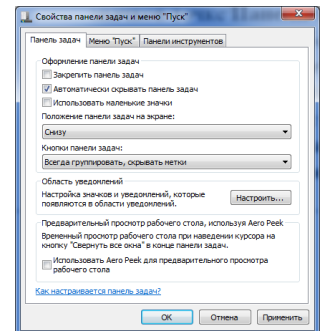 Свойства панели задач и меню "Пуск"
Панель задач
Меню "Пуск"
Панели инструментов
Оформление панели задач
Закрепить панель задач
Автоматически скрывать панель задач
Использовать маленькие значки
Положение панели задач на экране:
Снизу
Кнопки панели задач:
Всегда группировать, скрывать метки
Область уведомлений
Настройка значков и уведомлений, которые
появляются в области уведомлений.
Настроить...
Предварительный просмотр рабочего стола, используя Aero Peek
Временный просмотр рабочего стола при наведении курсора на
кнопку "Свернуть все окна" в конце панели задач.
Использовать Aero Peek для предварительного просмотра
рабочего стола
Как настраивается панель задач?
ОК
Отмена
Применить